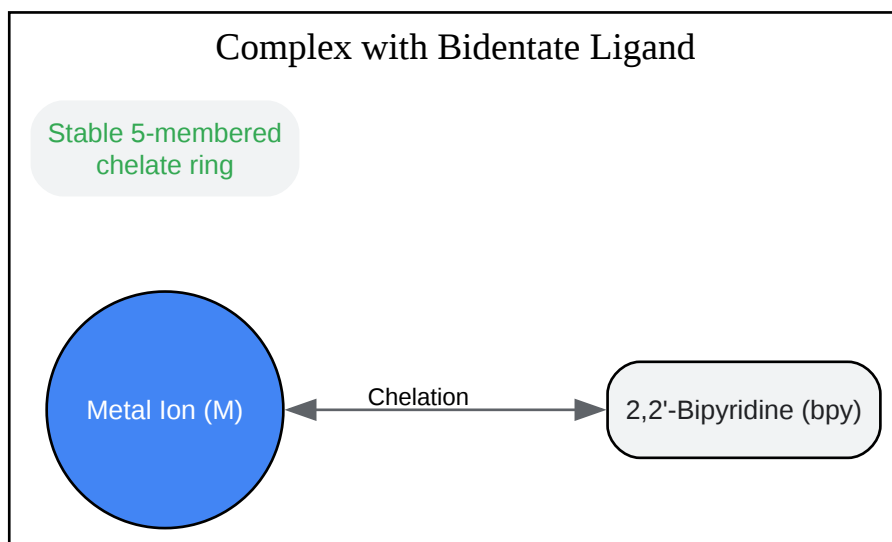 Complex with Bidentate Ligand
Stable 5-membered
chelate ring
Metal Ion (M)
Chelation
2,2'-Bipyridine (bpy)